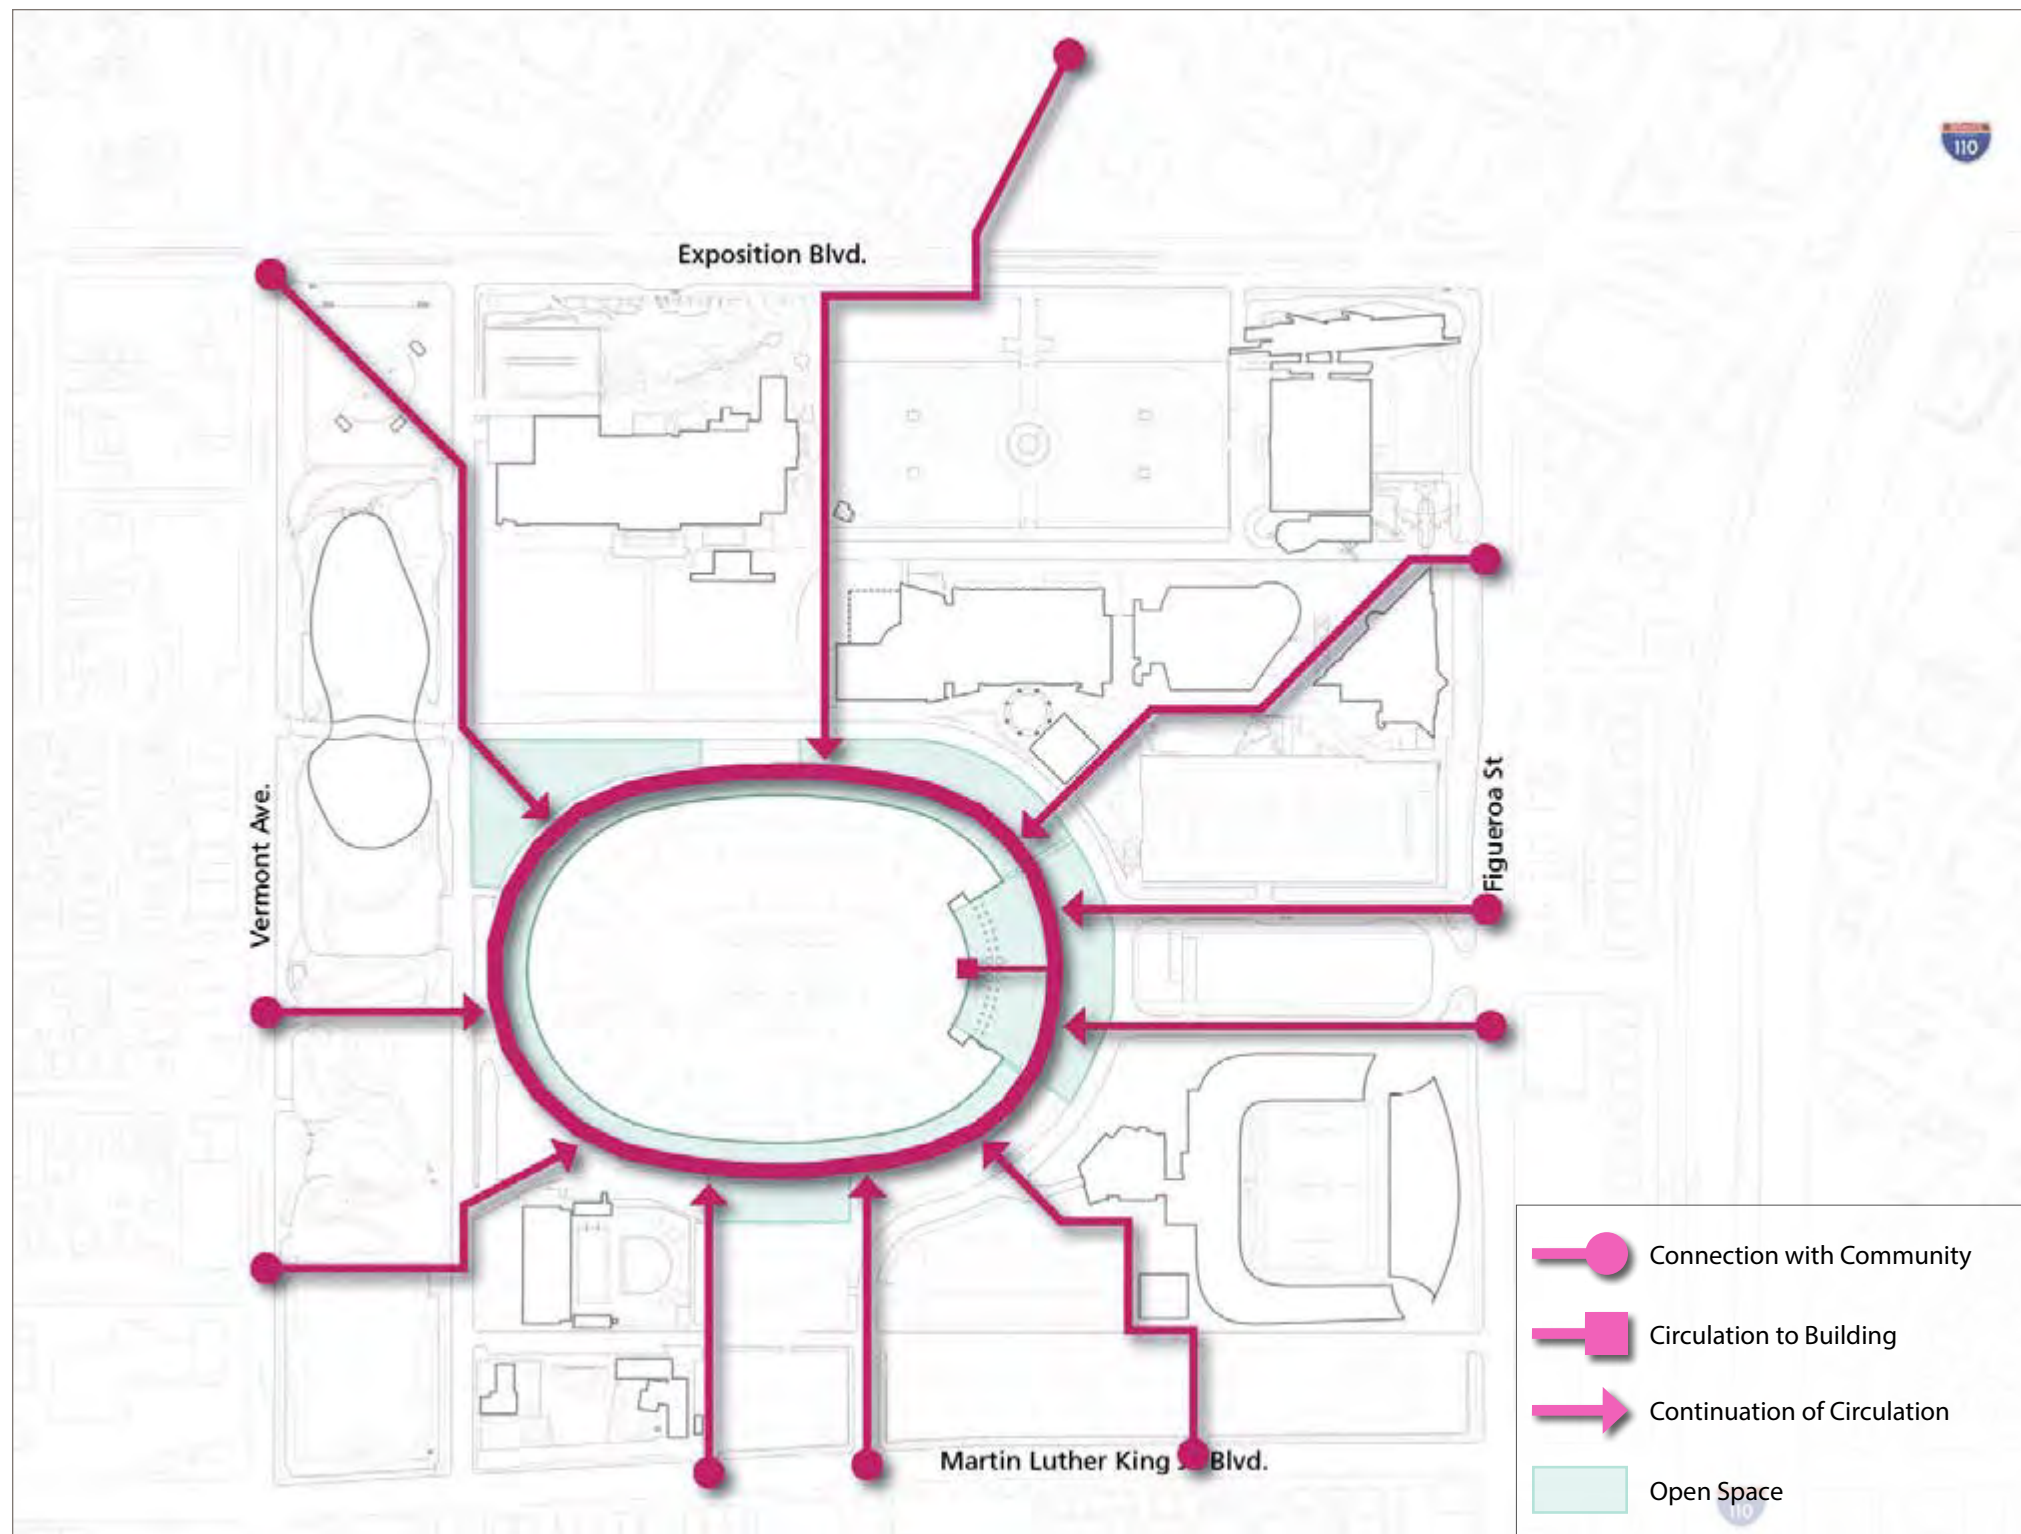 110
Exposition Blvd.
Vermont Ave.
Figueroa St
Martin Luther King Blvd.
Connection with Community
Circulation to Building
Continuation of Circulation
Open Space
110